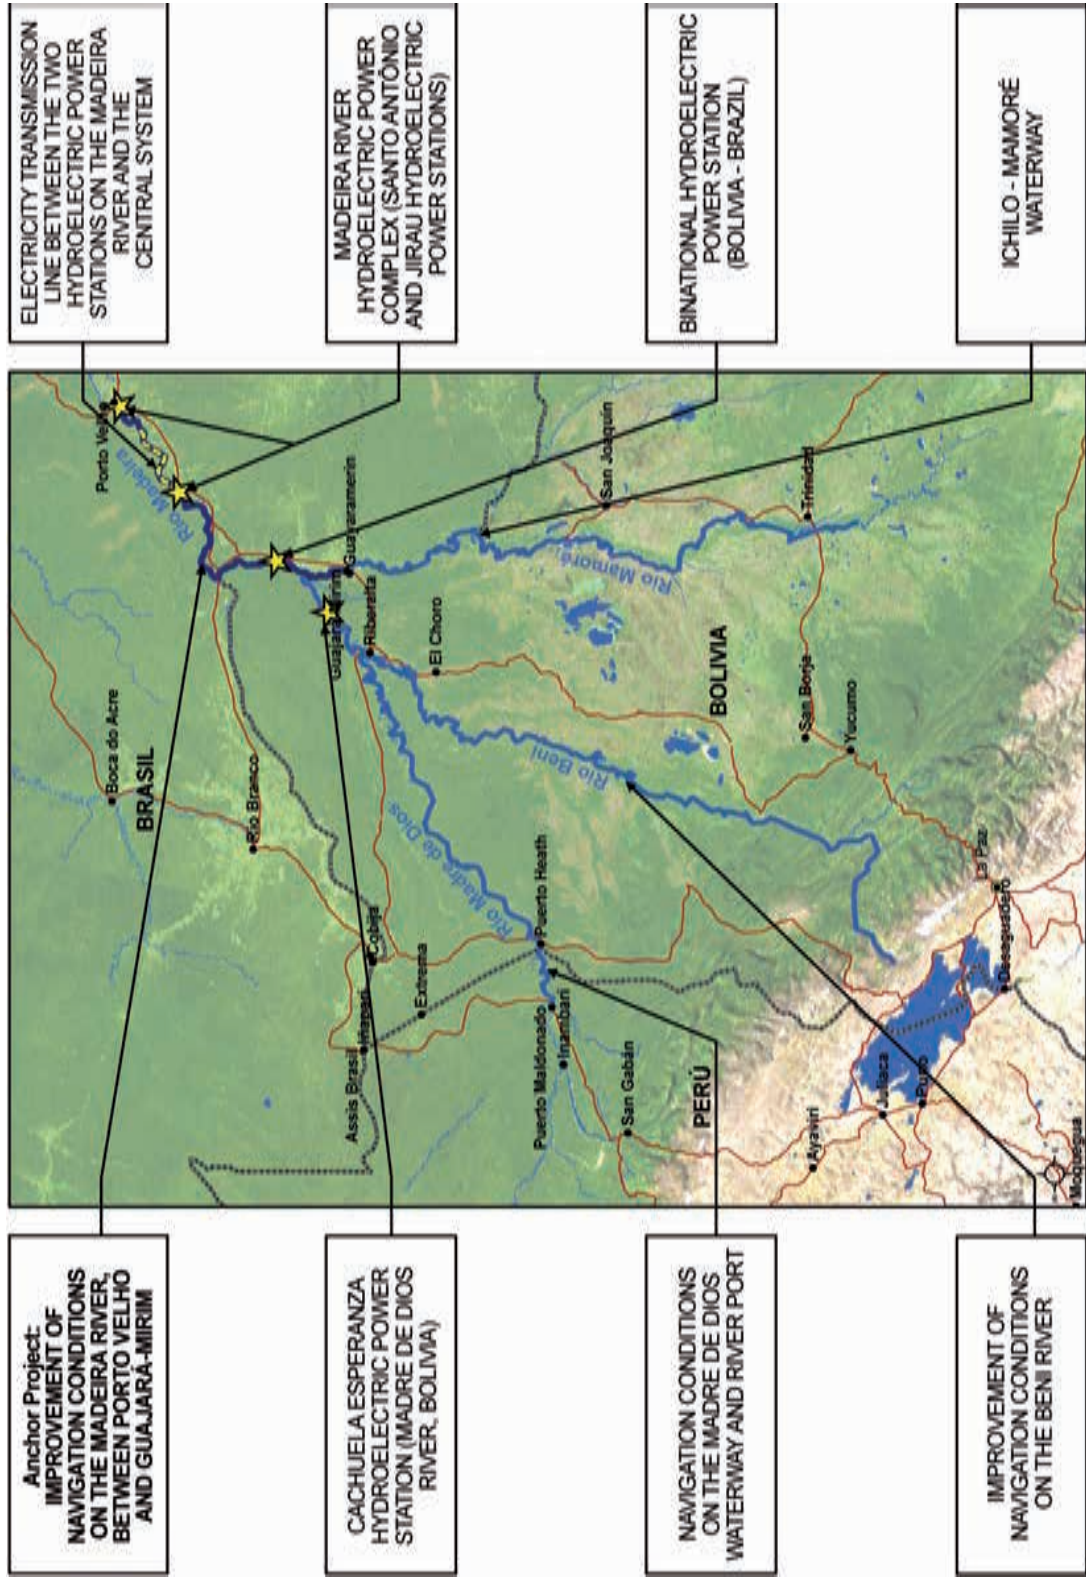 Anchor Project:
IMPROVEMENT OF
NAVIGATION CONDITIONS
ON THE MADEIRA RIVER,
BETWEEN PORTO VELHO
AND GUAJARÁ-MIRIM
CACHUELA ESPERANZA
HYDROELECTRIC POWER
STATION (MADRE DE DIOS
RIVER, BOLIVIA)
NAVIGATION CONDITIONS
ON THE MADRE DE DIOS
WATERWAY AND RIVER PORT
IMPROVEMENT OF
NAVIGATION CONDITIONS
ON THE BENI RIVER
Porto Velho
Boca do Acre
Rio Madeira
BRASIL
Rio Branco
Guayaramerin
Assis Brasil
Iñapari
Cobija
Riberalta
Extrema
El Choro
Rio Madre de Dios
Puerto Heath
Puerto Maldonado
Inambari
San Joaquin
Rio Beni
Rio Mamoré
San Gabán
PERÚ
BOLIVIA
San Borja
Trinidad
Ayaviri
Yucumo
Juliaca
Puno
La Paz
Desaguadero
Moquegua
ELECTRICITY TRANSMISSSION
LINE BETWEEN THE TWO
HYDROELECTRIC POWER
STATIONS ON THE MADEIRA
RIVER AND THE
CENTRAL SYSTEM
MADEIRA RIVER
HYDROELECTRIC POWER
COMPLEX (SANTO ANTÔNIO
AND JIRAU HYDROELECTRIC
POWER STATIONS)
BINATIONAL HYDROELECTRIC
POWER STATION
(BOLIVIA - BRAZIL)
ICHILO - MAMORÉ
WATERWAY